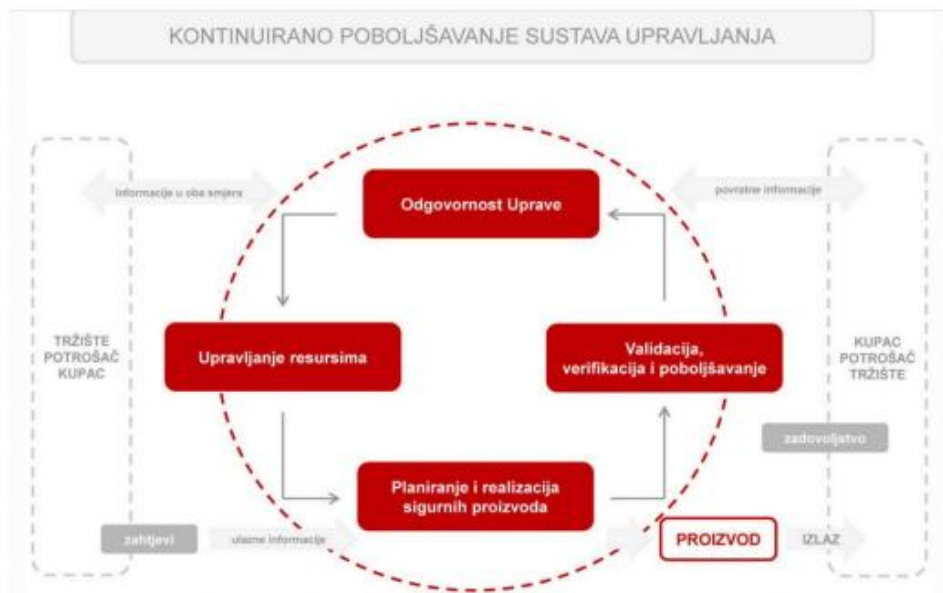 KONTINUIRANO POBOLJŠAVANJE SUSTAVA UPRAVLJANJA
informacije u oba smjera
Odgovornost Uprave
povratne informacije
TRŽIŠTE
POTROŠAČ
KUPAC
Upravljanje resursima
Validacija,
verifikacija i poboljšavanje
KUPAC
POTROŠAČ
TRŽIŠTE
zadovoljstvo
Planiranje i realizacija
sigurnih proizvoda
zahtjevi
ulazne informacije
PROIZVOD
IZLAZ